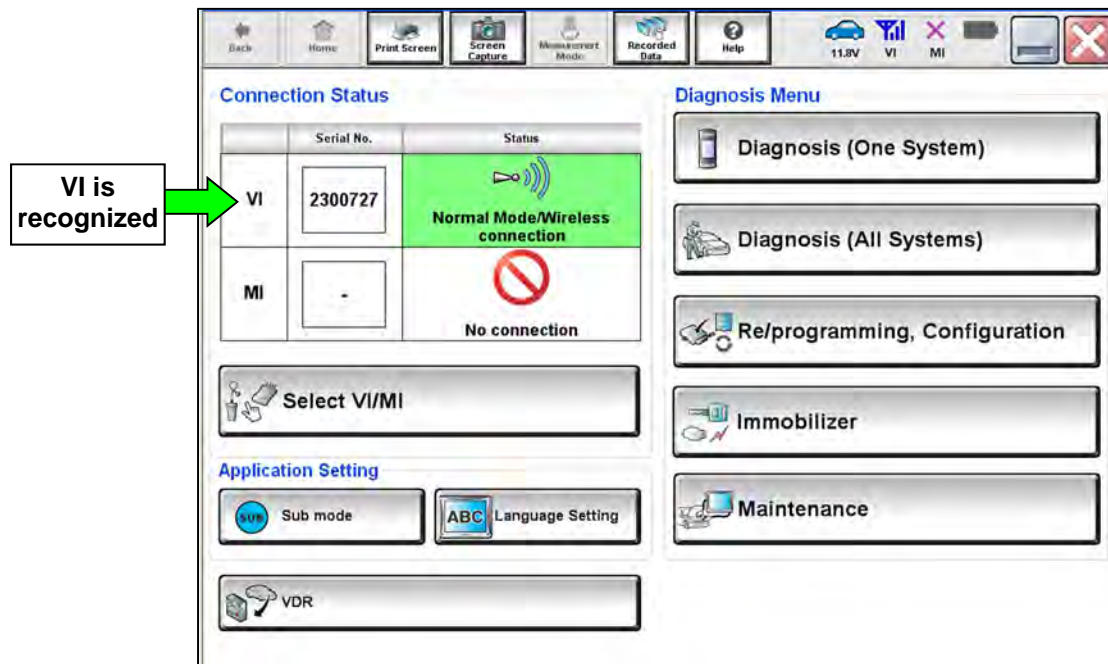 Back
Home
Print Screen
Screen
Capture
Measurement
Mode
Recorded
Data
Help
11.8V
VI
MI
Connection Status
Serial No.
Status
VI
2300727
Normal Mode/Wireless
connection
MI
-
No connection
Select VI/MI
Application Setting
SUB
Sub mode
ABC
Language Setting
VDR
Diagnosis Menu
Diagnosis (One System)
Diagnosis (All Systems)
Re/programming, Configuration
Immobilizer
Maintenance
VI is
recognized